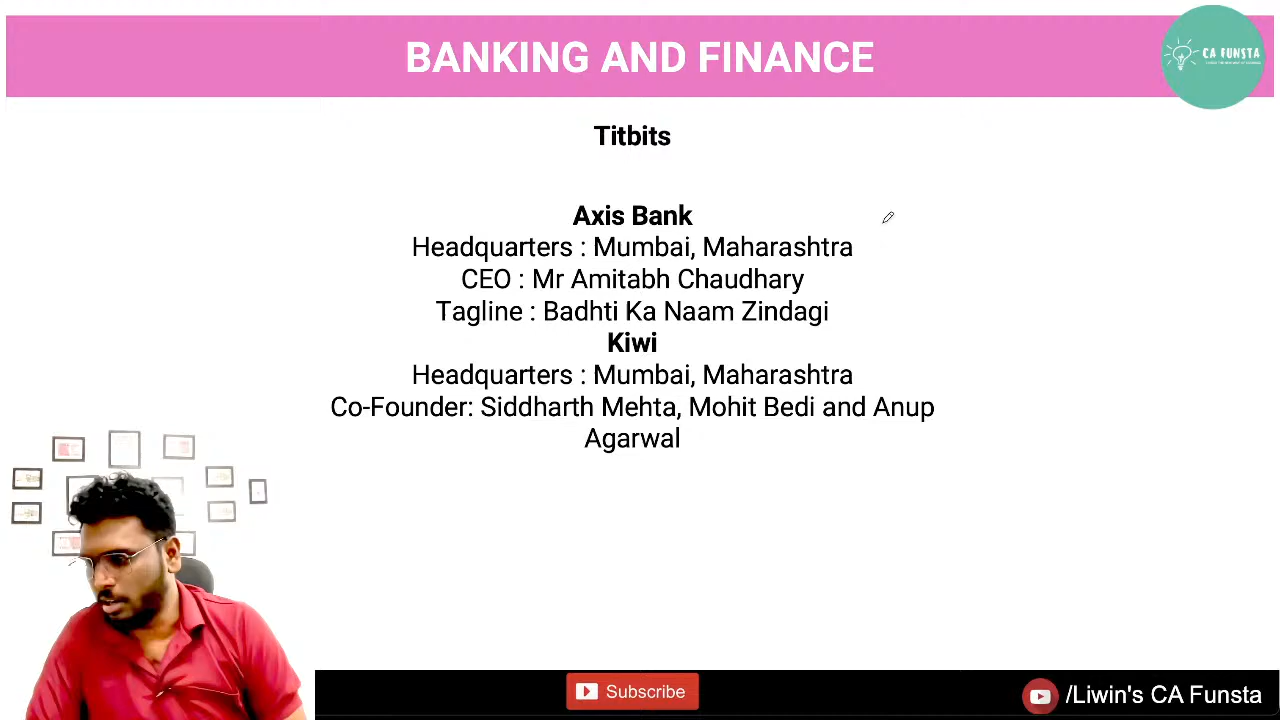 BANKING AND FINANCE
CA FUNSTA
Titbits
Axis Bank
Headquarters : Mumbai, Maharashtra
CEO : Mr Amitabh Chaudhary
Tagline : Badhti Ka Naam Zindagi
Kiwi
Headquarters : Mumbai, Maharashtra
Co-Founder: Siddharth Mehta, Mohit Bedi and Anup
Agarwal
Subscribe
/Liwin's CA Funsta